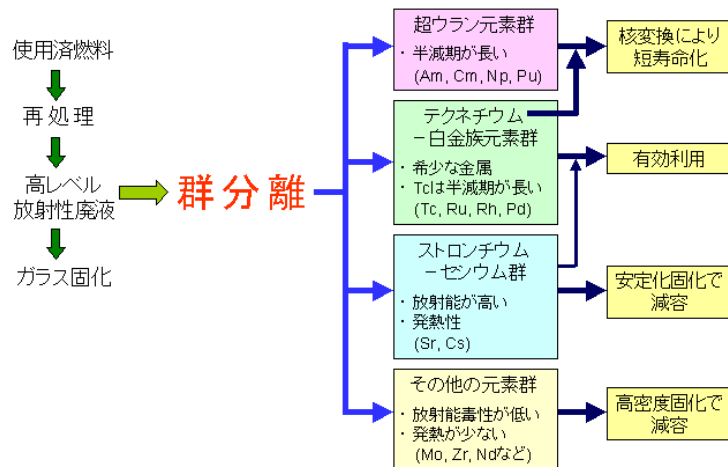 使用済燃料
再処理
高レベル
放射性廃液
ガラス固化
群分離
超ウラン元素群
・半減期が長い
(Am, Cm, Np, Pu)
テクネチウム
－白金族元素群
・希少な金属
・Tcは半減期が長い
(Tc, Ru, Rh, Pd)
ストロンチウム
－セシウム群
・放射能が高い
・発熱性
(Sr, Cs)
その他の元素群
・放射能毒性が低い
・発熱が少ない
(Mo, Zr, Ndなど)
核変換により
短寿命化
有効利用
安定化固化で
減容
高密度固化で
減容